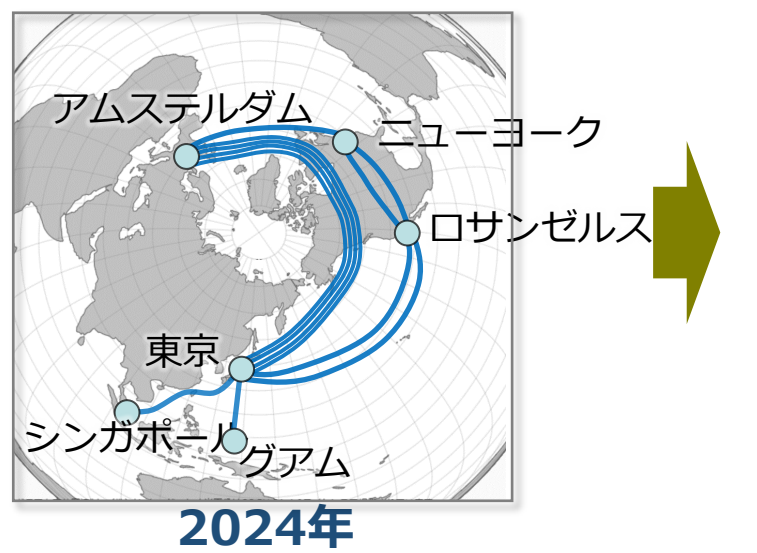 アムステルダム
ニューヨーク
ロサンゼルス
東京
シンガポール
グアム
2024年